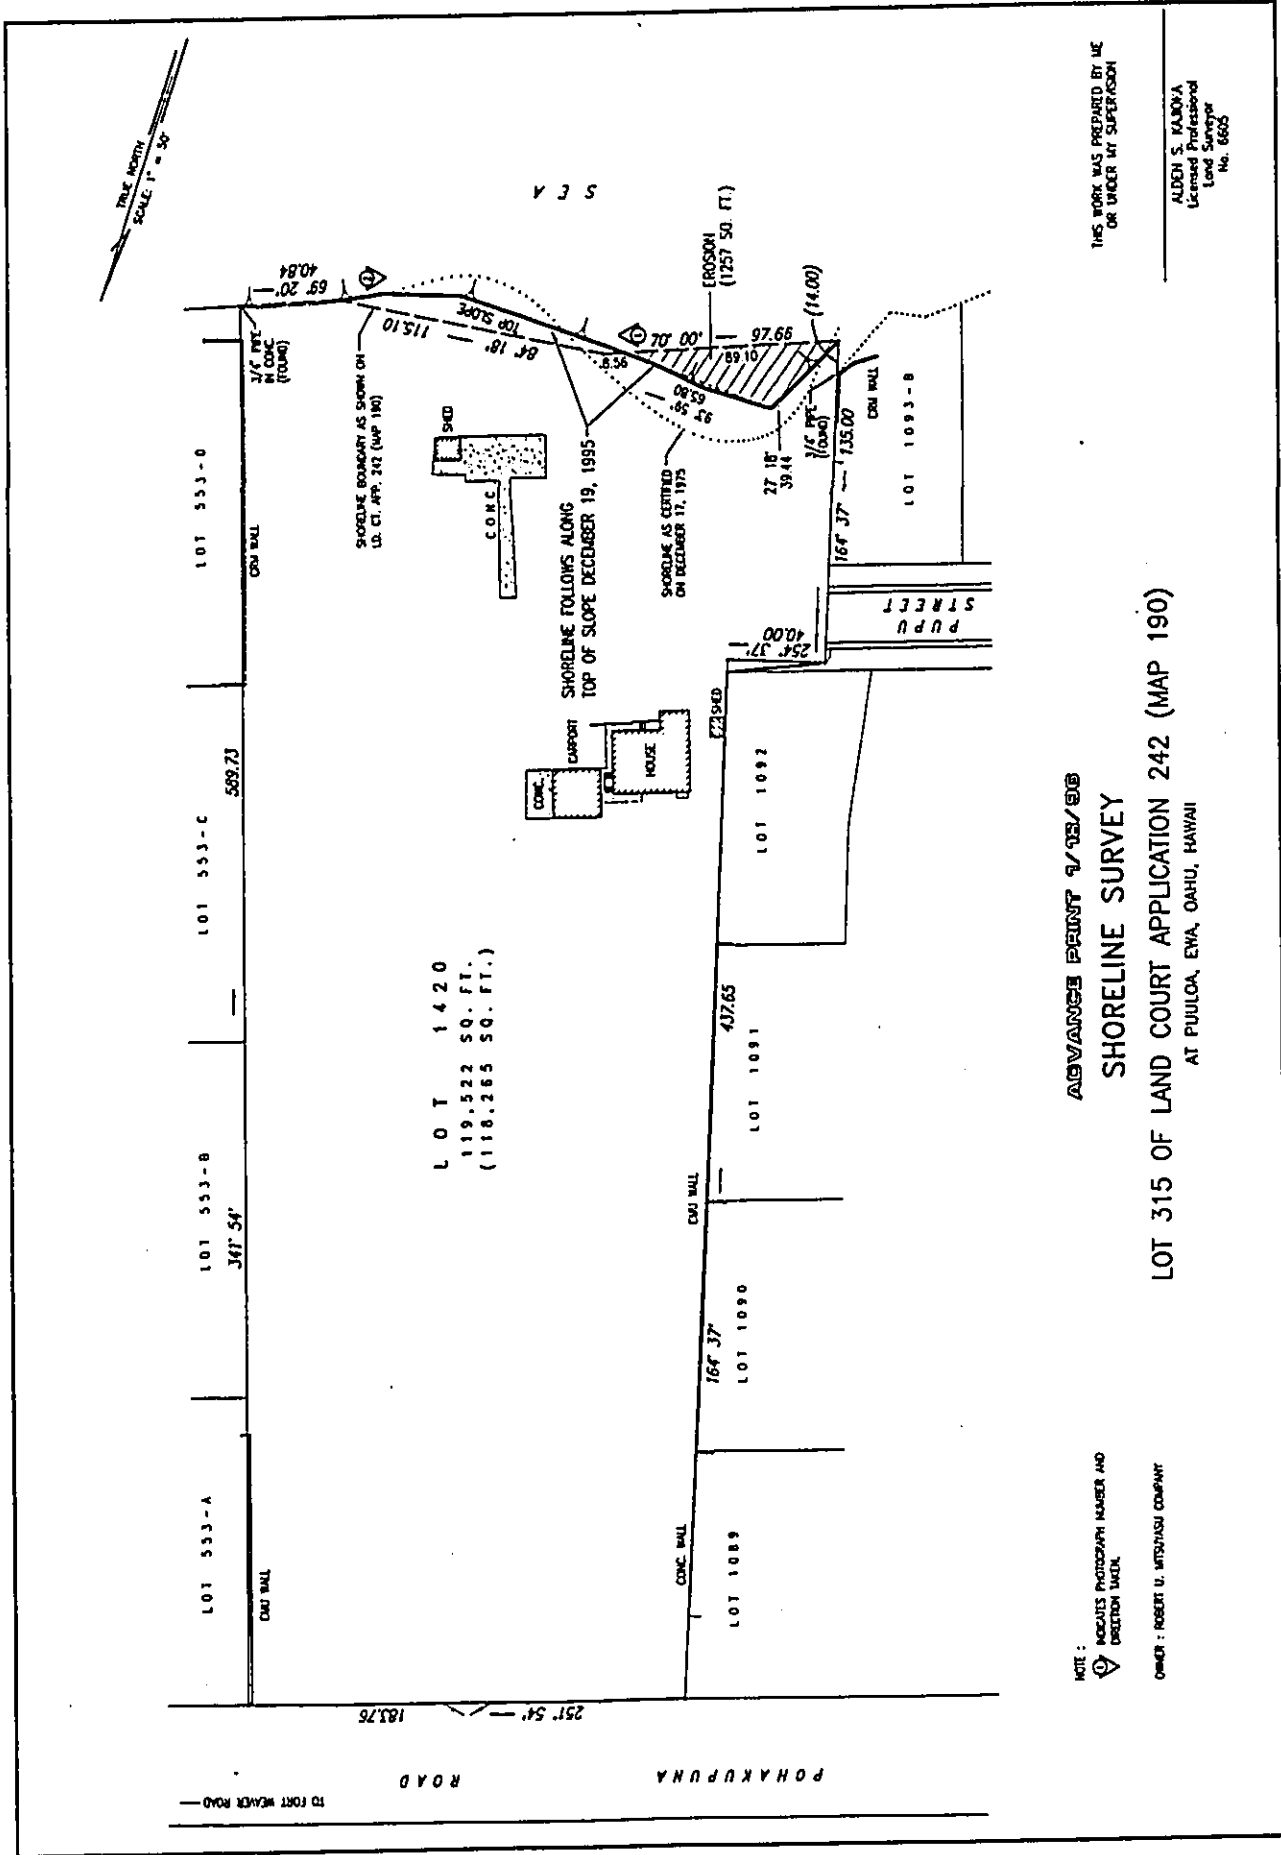 TRUE NORTH
SCALE: 1" = 50'
S E A
69° 20'
40.84
3/4" PIPE
IN CONC.
(FOUND)
2
SHORELINE BOUNDARY AS SHOWN ON
LD. CT. APP. 242 (MAP 190)
84° 18'
115.10
TOP SLOPE
SHED
CONC
8.56
1
70° 00'
99.76
89.10
EROSION
(1257 SQ. FT.)
93° 59'
65.80
(14.00)
3/4" PIPE
(FOUND)
27° 18'
39.44
CRM WALL
164° 37'
135.00
LOT 1093-B
SHORELINE FOLLOWS ALONG
TOP OF SLOPE DECEMBER 19, 1995
SHORELINE AS CERTIFIED
ON DECEMBER 17, 1975
254° 37'
40.00
PUPU
STREET
LOT 553-D
CRM WALL
589.73
LOT 553-C
LOT 553-B
341° 54'
LOT 553-A
CMU WALL
CONC.
CARPORT
HOUSE
SHED
LOT 1420
119,522 SQ. FT.
(118,265 SQ. FT.)
LOT 1092
437.65
LOT 1091
CMU WALL
164° 37'
LOT 1090
CONC. WALL
LOT 1089
251° 54'
183.76
POHAKUPUNA ROAD
TO FORT WEAVER ROAD
ADVANCE PRINT
SHORELINE SURVEY
LOT 315 OF LAND COURT APPLICATION 242 (MAP 190)
AT PUULOA, EWA, OAHU, HAWAII
NOTE :
1 INDICATES PHOTOGRAPH NUMBER AND
DIRECTION TAKEN.
OWNER : ROBERT U. MITSUYASU COMPANY
THIS WORK WAS PREPARED BY ME
OR UNDER MY SUPERVISION
ALDEN S. KAJIOKA
Licensed Professional
Land Surveyor
No. 6605